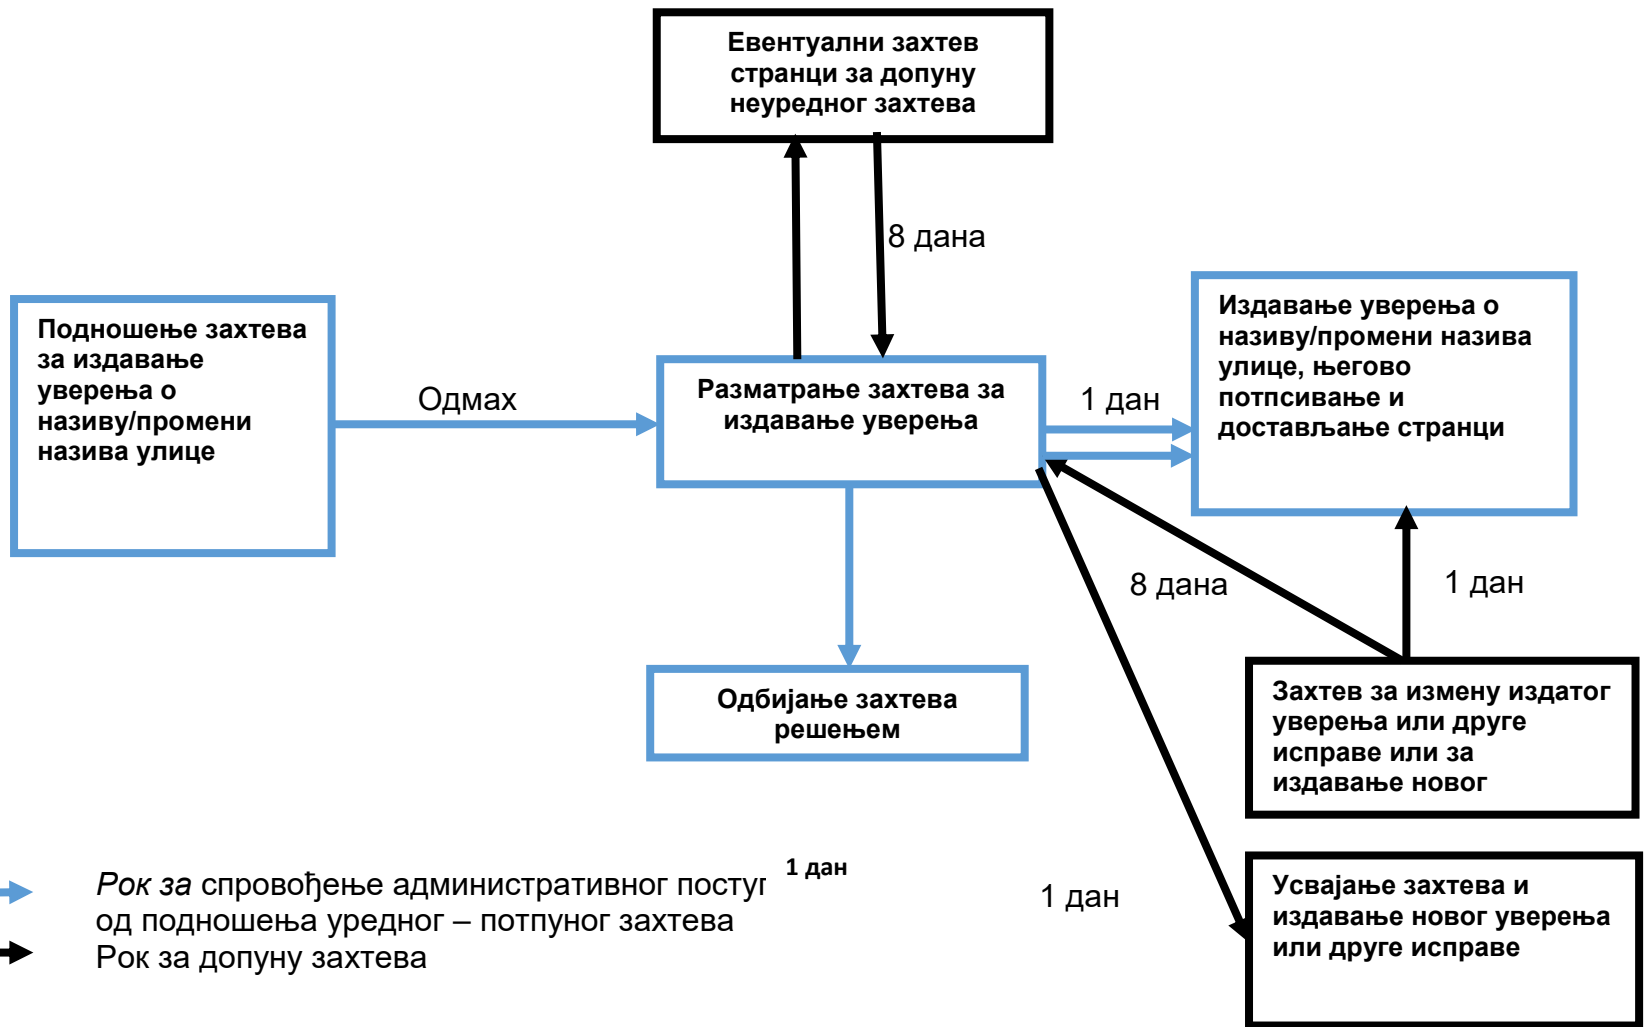 Евентуални захтев
странци за допуну
неуредног захтева
8 дана
Подношење захтева
за издавање
уверења о
називу/промени
назива улице
Одмах
Разматрање захтева за
издавање уверења
1 дан
Издавање уверења о
називу/промени назива
улице, његово
потпсивање и
достављање странци
8 дана
1 дан
Одбијање захтева
решењем
Захтев за измену издатог
уверења или друге
исправе или за
издавање новог
Рок за спровођење административног
1 дан
од подношења уредног – потпуног захтева
Рок за допуну захтева
1 дан
Усвајање захтева и
издавање новог уверења
или друге исправе